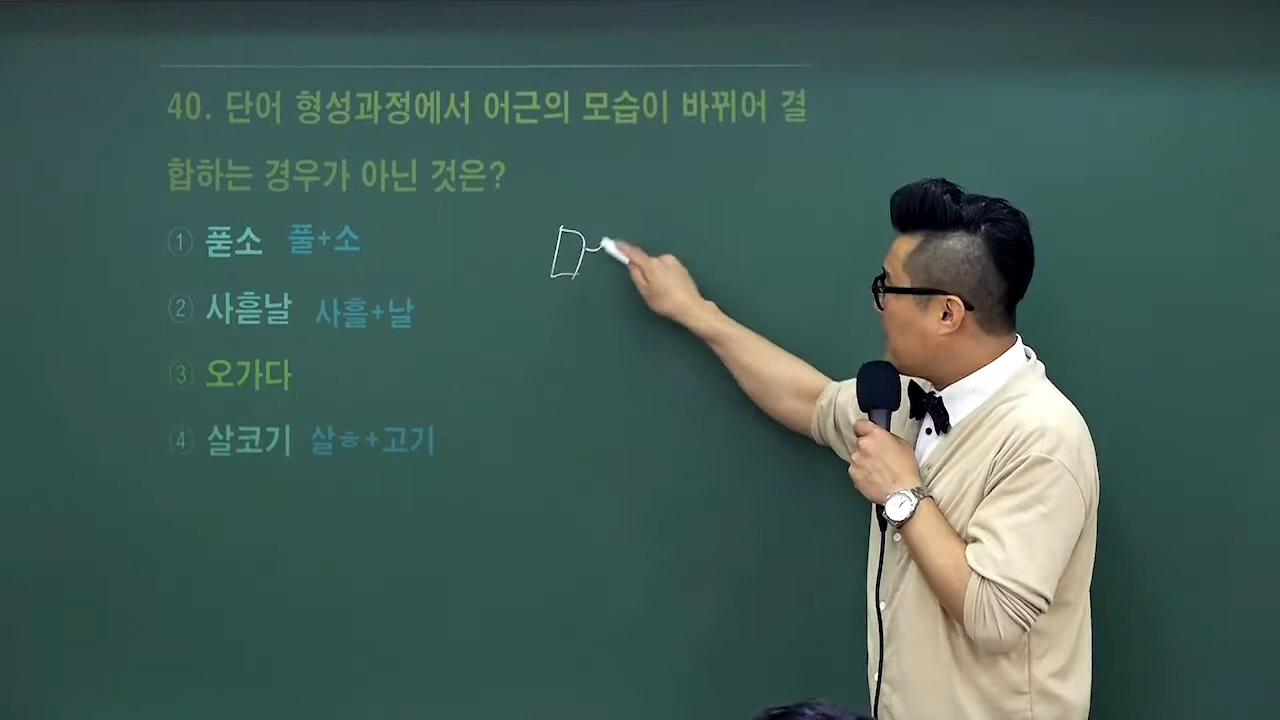 40. 단어 형성과정에서 어근의 모습이 바뀌어 결
합하는 경우가 아닌 것은?
① 푿소 풀+소
② 사흗날 사흘+날
③ 오가다
④ 살코기 살ㅎ+고기
머